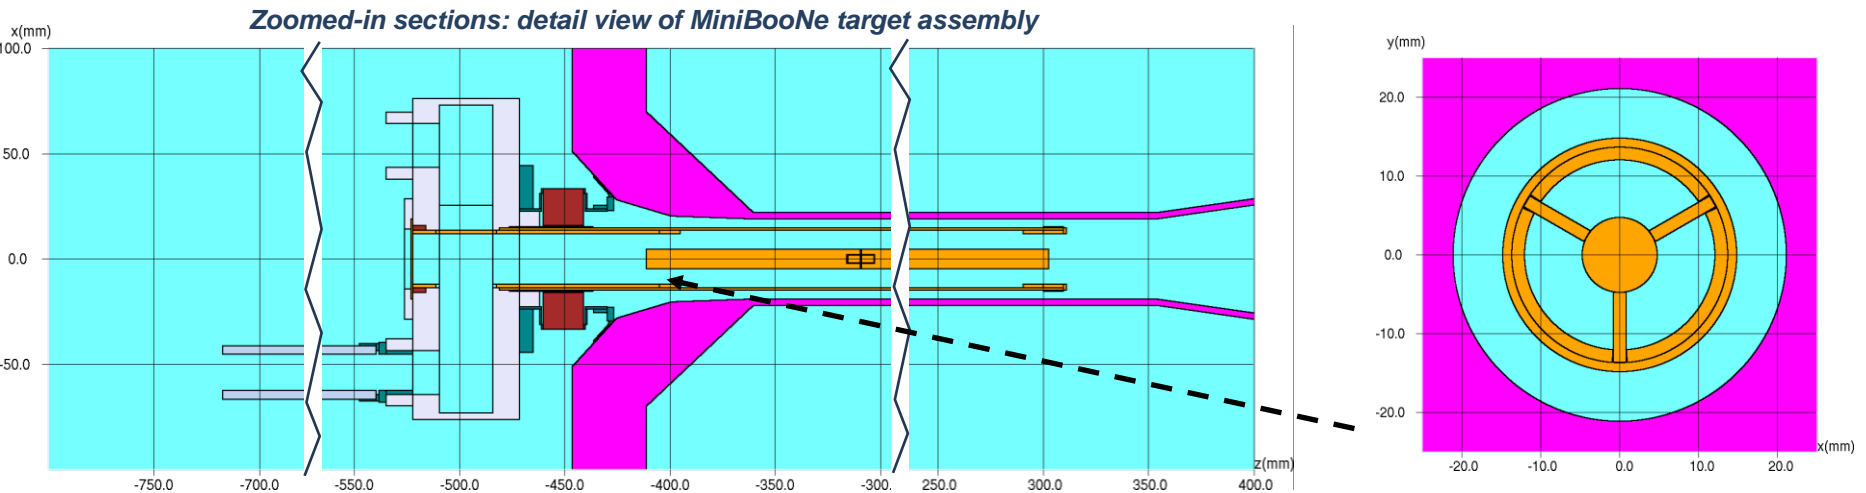 Zoomed-in sections: detail view of MiniBooNe target assembly
x(mm)
100.0
50.0
0.0
-50.0
-750.0 -700.0 -550.0 -500.0 -450.0 -400.0 -350.0 -300. 250.0 300.0 350.0 400.0
z(mm)
y(mm)
20.0
10.0
0.0
-10.0
-20.0
x(mm)
-20.0 -10.0 0.0 10.0 20.0